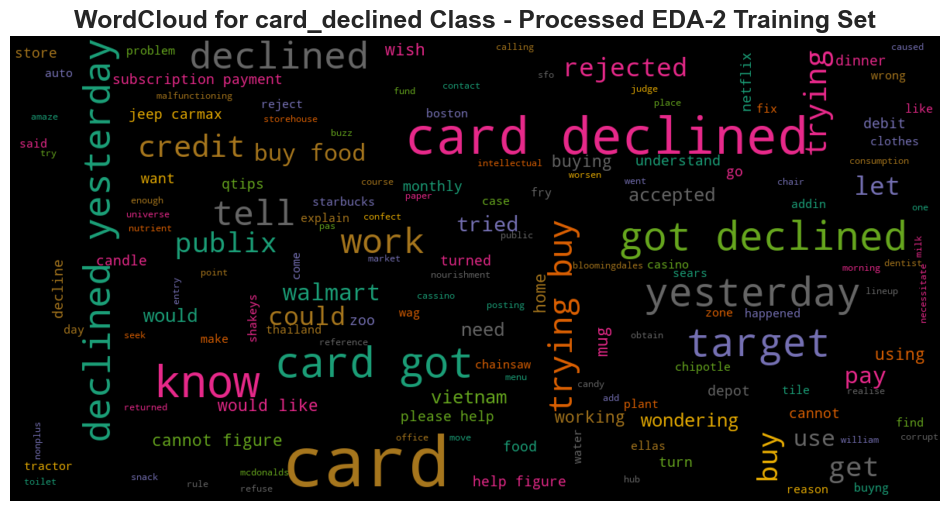 WordCloud for card_declined Class - Processed EDA-2 Training Set
store
problem
declined
wish
calling
caused
auto
subscription payment
rejected
netflix
trying
dinner
wrong
malfunctioning
fund
contact
sfo
judge
place
fix
like
amaze
jeep carmax
reject
storehouse
boston
card declined
debit
clothes
said
try
declined yesterday
credit
buy food
buzz
intellectual
buying
understand
go
consumption
want
qtips
course
monthly
worsen
went
chair
let
enough
starbucks
paper
case
fry
accepted
addin
one
universe
tell
explain
pas
confect
tried
public
got declined
milk
nutrient
publix
work
candle
come
market
turned
trying buy
bloomingdales
casino
morning
dentist
decline
point
entry
walmart
nourishment
home
sears
yesterday
lineup
necessitate
shakeys
could
zoo
cassino
posting
zone
happened
day
would
make
thailand
wag
need
mug
obtain
target
using
seek
reference
card got
chainsaw
chipotle
know
menu
candy
depot
tile
pay
realise
returned
would like
vietnam
add
plant
please help
working
wondering
cannot
nonplus
cannot figure
office
move
water
ellas
buy
use
william
find
corrupt
tractor
card
food
turn
get
toilet
snack
rule
mcdonalds
refuse
help figure
hub
reason
buyng